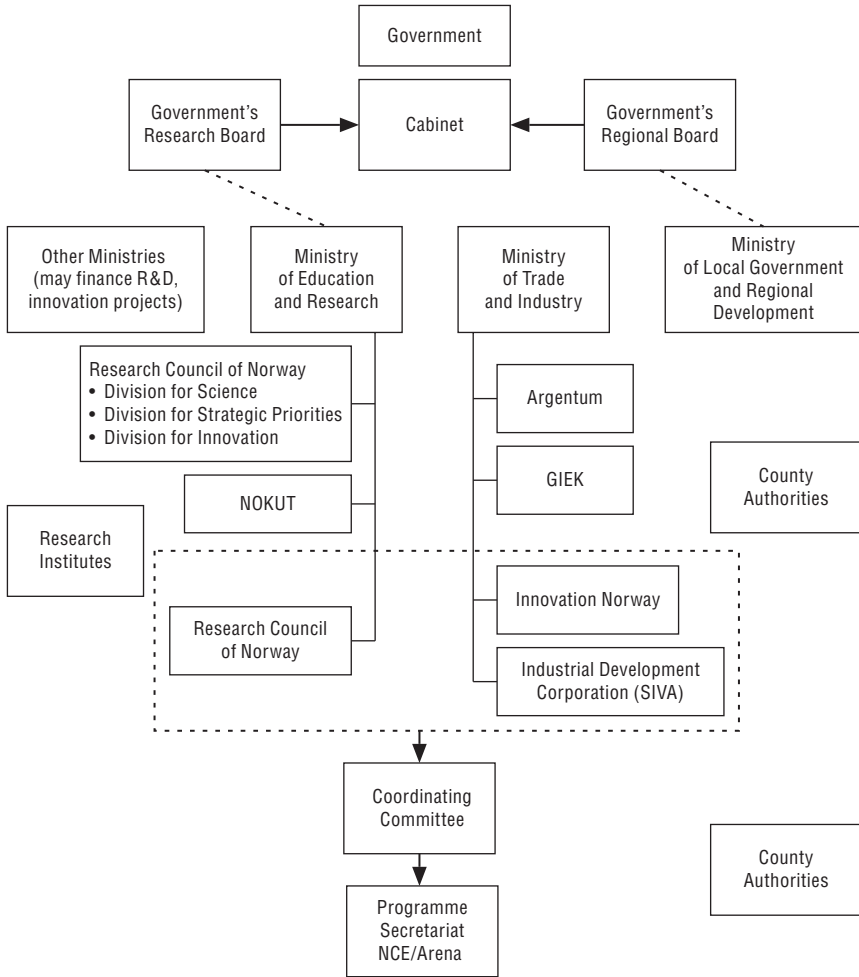 Government
Government's
Research Board
Cabinet
Government's
Regional Board
Other Ministries
(may finance R&D,
innovation projects)
Ministry
of Education
and Research
Ministry
of Trade
and Industry
Ministry
of Local Government
and Regional
Development
Research Council of Norway
• Division for Science
• Division for Strategic Priorities
• Division for Innovation
Argentum
NOKUT
GIEK
County
Authorities
Research
Institutes
Research Council
of Norway
Innovation Norway
Industrial Development
Corporation (SIVA)
Coordinating
Committee
County
Authorities
Programme
Secretariat
NCE/Arena